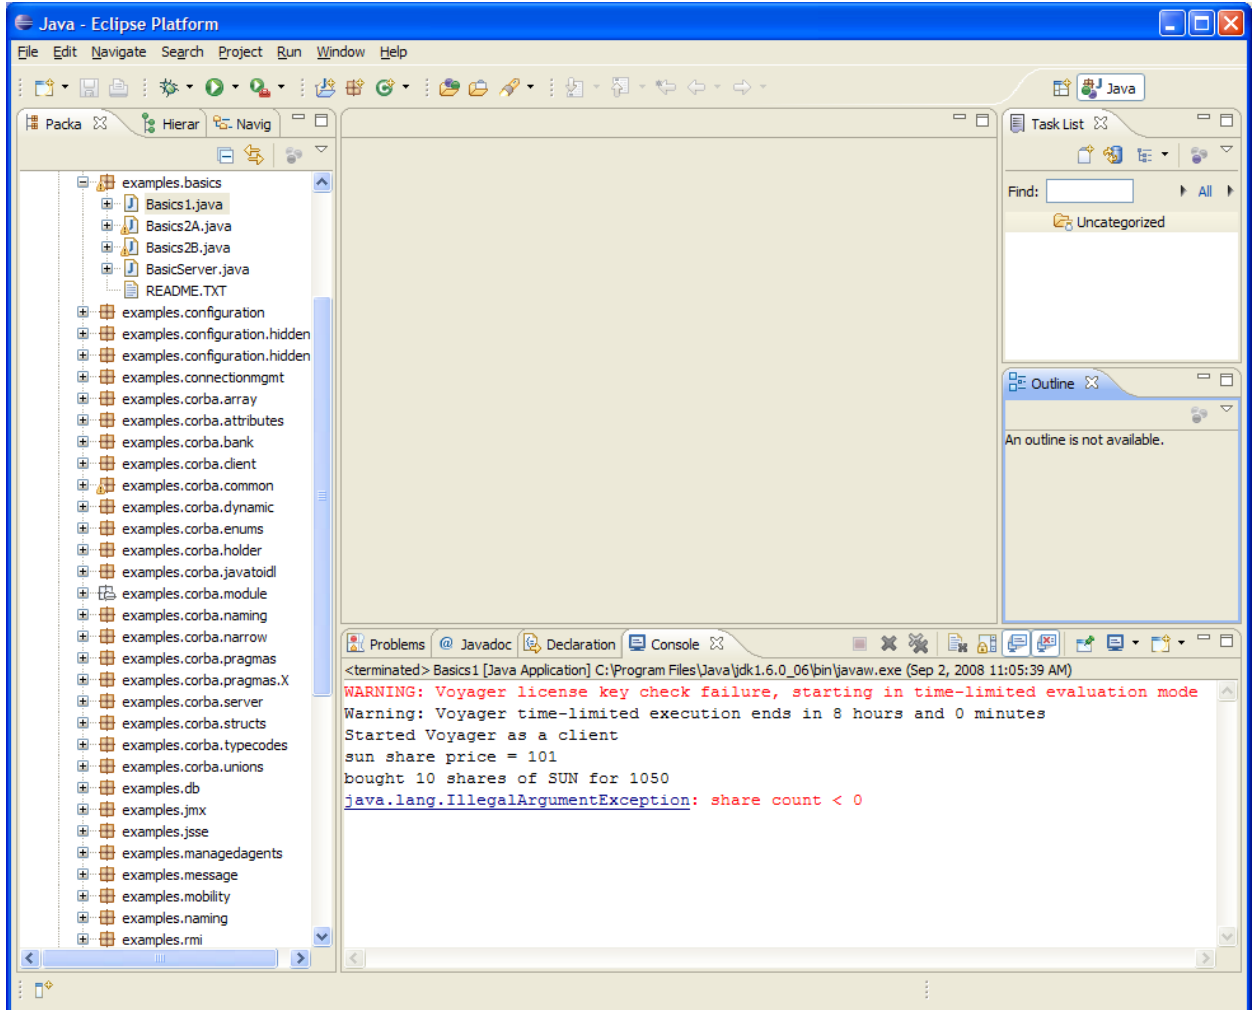 Java - Eclipse Platform
File Edit Navigate Search Project Run Window Help
Java
Packa Hierar Navig
examples.basics
Basics1.java
Basics2A.java
Basics2B.java
BasicServer.java
README.TXT
examples.configuration
examples.configuration.hidden
examples.configuration.hidden
examples.connectionmgmt
examples.corba.array
examples.corba.attributes
examples.corba.bank
examples.corba.client
examples.corba.common
examples.corba.dynamic
examples.corba.enums
examples.corba.holder
examples.corba.javatoidl
examples.corba.module
examples.corba.naming
examples.corba.narrow
examples.corba.pragmas
examples.corba.pragmas.X
examples.corba.server
examples.corba.structs
examples.corba.typecodes
examples.corba.unions
examples.db
examples.jmx
examples.jsse
examples.managedagents
examples.message
examples.mobility
examples.naming
examples.rmi
Task List
Find: All
Uncategorized
Outline
An outline is not available.
Problems @ Javadoc Declaration Console
<terminated> Basics1 [Java Application] C:\Program Files\Java\jdk1.6.0_06\bin\javaw.exe (Sep 2, 2008 11:05:39 AM)
WARNING: Voyager license key check failure, starting in time-limited evaluation mode
Warning: Voyager time-limited execution ends in 8 hours and 0 minutes
Started Voyager as a client
sun share price = 101
bought 10 shares of SUN for 1050
java.lang.IllegalArgumentException: share count < 0